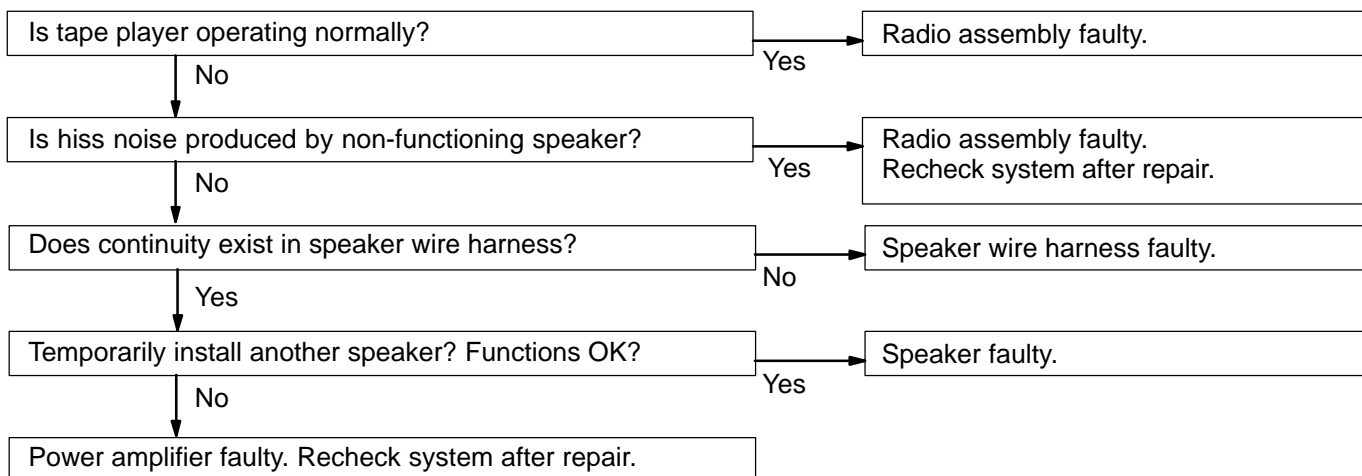 Is tape player operating normally?
Yes
Radio assembly faulty.
No
Is hiss noise produced by non-functioning speaker?
Yes
Radio assembly faulty.
Recheck system after repair.
No
Does continuity exist in speaker wire harness?
No
Speaker wire harness faulty.
Yes
Temporarily install another speaker? Functions OK?
Yes
Speaker faulty.
No
Power amplifier faulty. Recheck system after repair.